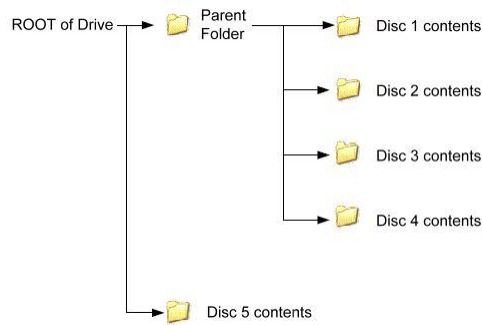 ROOT of Drive
Parent
Folder
Disc 1 contents
Disc 2 contents
Disc 3 contents
Disc 4 contents
Disc 5 contents